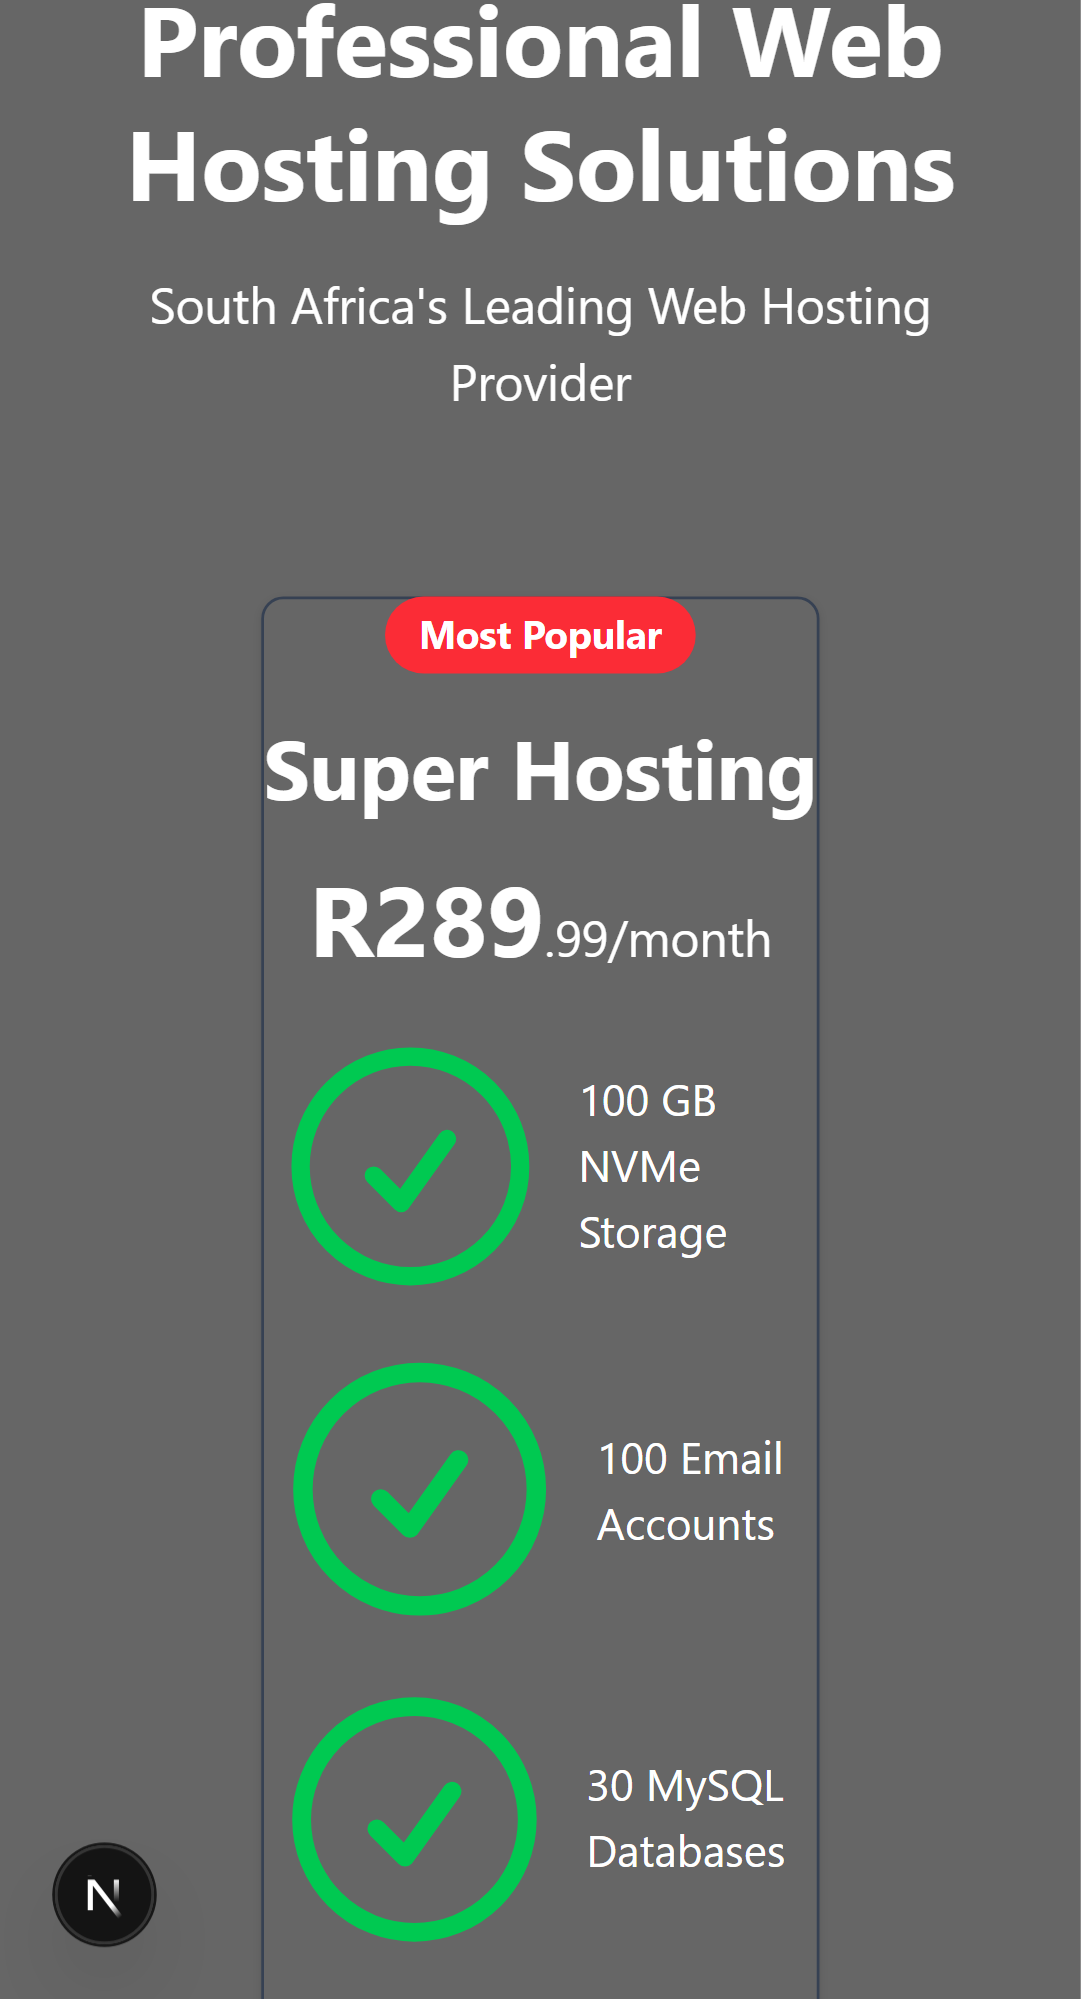 Professional Web
Hosting Solutions
South Africa's Leading Web Hosting
Provider
Most Popular
Super Hosting
R289.99/month
100 GB
NVMe
Storage
100 Email
Accounts
30 MySQL
Databases
N